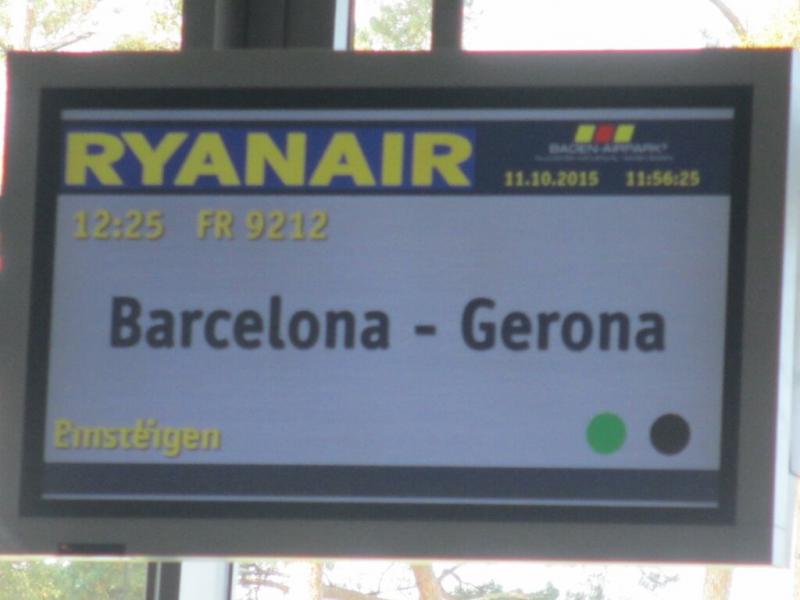 RYANAIR
BADEN-AIRPARK
11.10.2015 11:56:25
12:25 FR 9212
Barcelona - Gerona
Einsteigen